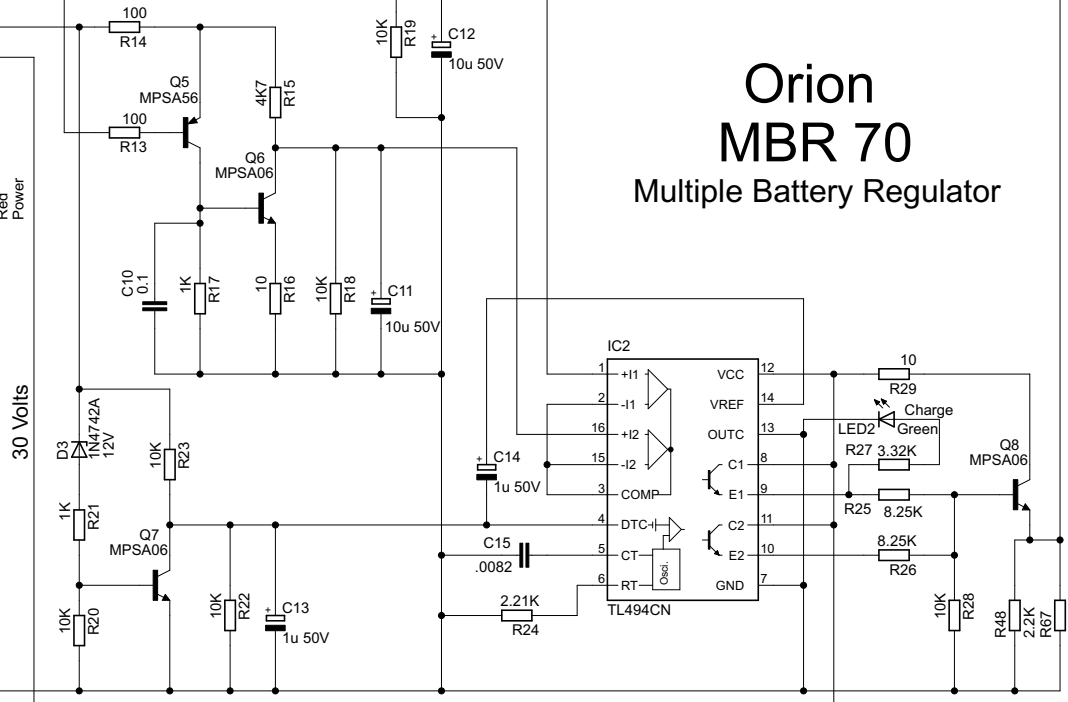 Orion
MBR 70
Multiple Battery Regulator
100
R14
10K
R19
+
C12
10u 50V
Q5
MPSA56
4K7
R15
100
R13
Q6
MPSA06
Red
Power
C10
0.1
1K
R17
10
R16
10K
R18
+
C11
10u 50V
30 Volts
D3
1N4742A
12V
10K
R23
1K
R21
Q7
MPSA06
10K
R20
10K
R22
+
C13
1u 50V
+
C14
1u 50V
C15
.0082
2.21K
R24
IC2
1 +I1 VCC 12
2 -I1 VREF 14
16 +I2 OUTC 13
15 -I2 C1 8
3 COMP E1 9
4 DTC C2 11
5 CT E2 10
6 RT GND 7
Osci.
TL494CN
10
R29
LED2
Charge
Green
R27 3.32K
R25 8.25K
8.25K
R26
Q8
MPSA06
10K
R28
R48
2.2K
R67